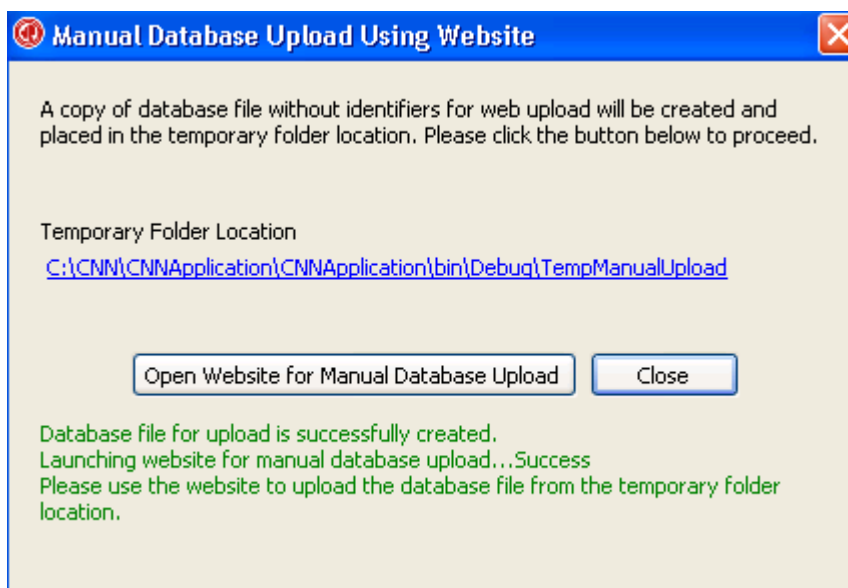 Manual Database Upload Using Website
A copy of database file without identifiers for web upload will be created and
placed in the temporary folder location. Please click the button below to proceed.
Temporary Folder Location
C:\CNN\CNNApplication\CNNApplication\bin\Debug\TempManualUpload
Open Website for Manual Database Upload
Close
Database file for upload is successfully created.
Launching website for manual database upload...Success
Please use the website to upload the database file from the temporary folder
location.